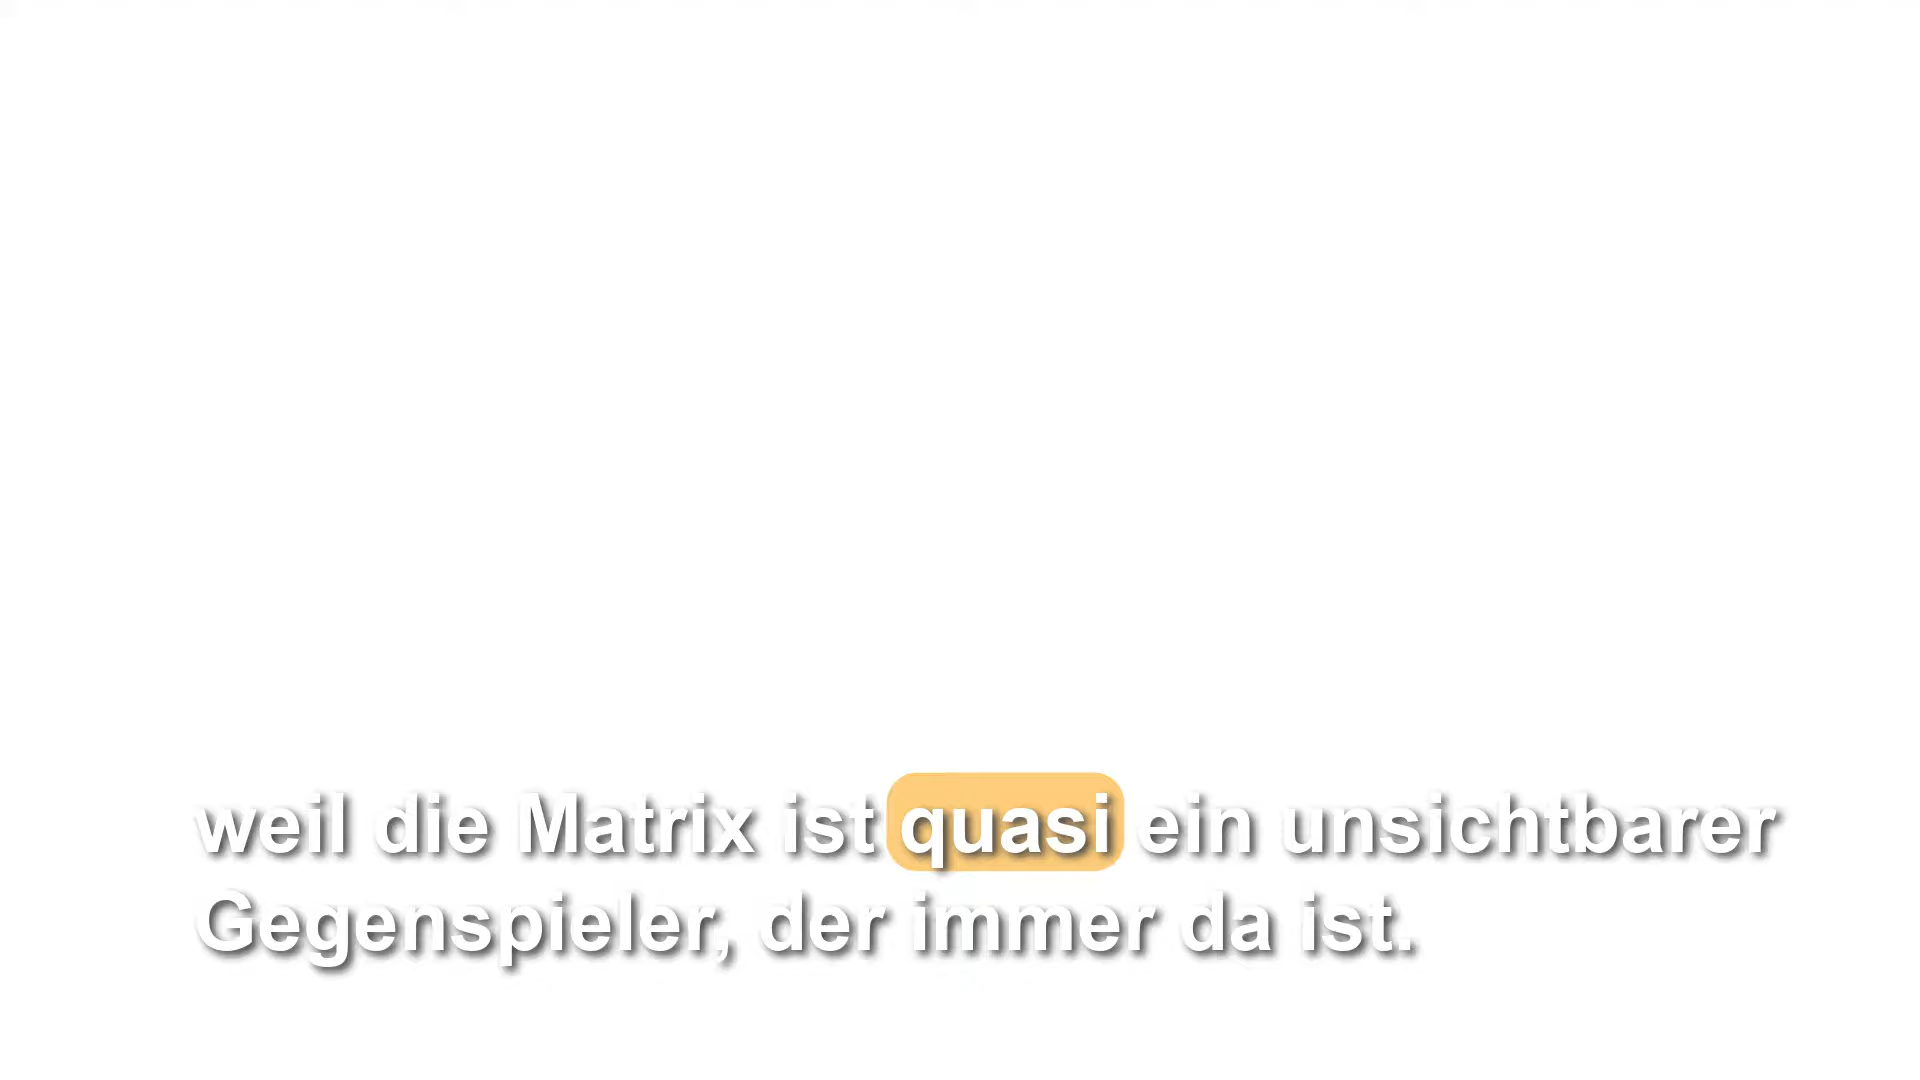 weil die Matrix ist quasi ein unsichtbarer
Gegenspieler, der immer da ist.